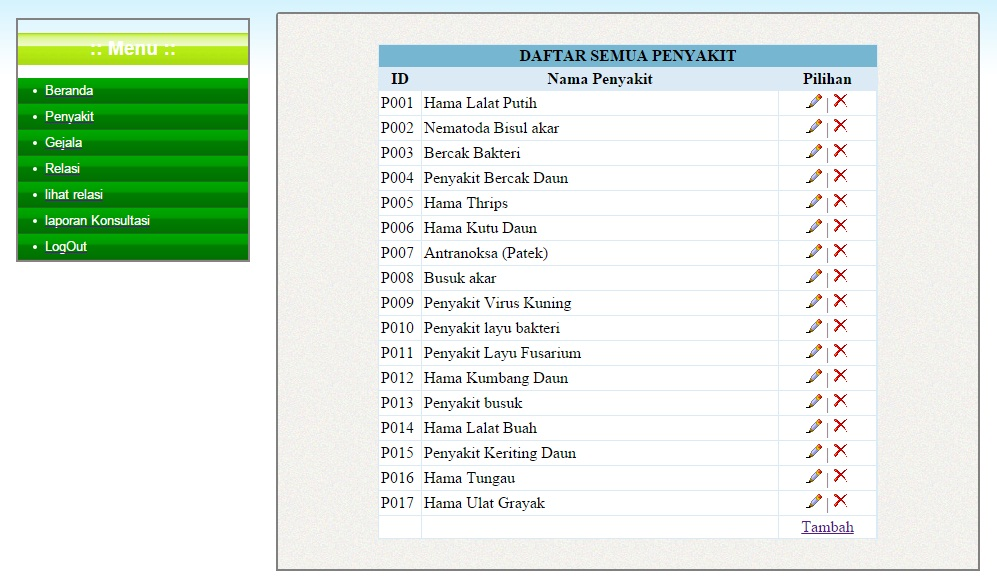 :: Menu ::
• Beranda
• Penyakit
• Gejala
• Relasi
• lihat relasi
• laporan Konsultasi
• LogOut
DAFTAR SEMUA PENYAKIT
ID Nama Penyakit Pilihan
P001 Hama Lalat Putih |
P002 Nematoda Bisul akar |
P003 Bercak Bakteri |
P004 Penyakit Bercak Daun |
P005 Hama Thrips |
P006 Hama Kutu Daun |
P007 Antranoksa (Patek) |
P008 Busuk akar |
P009 Penyakit Virus Kuning |
P010 Penyakit layu bakteri |
P011 Penyakit Layu Fusarium |
P012 Hama Kumbang Daun |
P013 Penyakit busuk |
P014 Hama Lalat Buah |
P015 Penyakit Keriting Daun |
P016 Hama Tungau |
P017 Hama Ulat Grayak |
Tambah